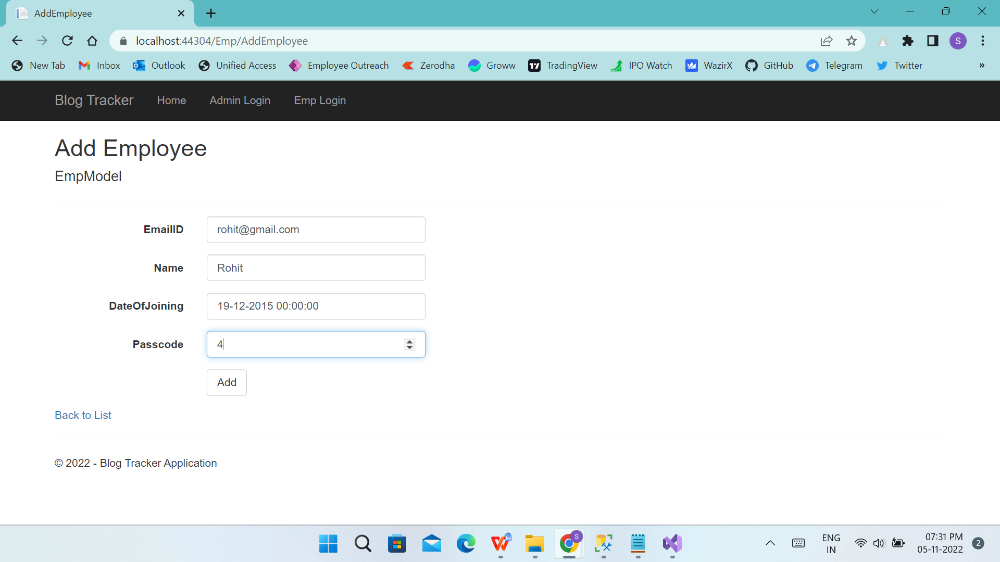 AddEmployee
localhost:44304/Emp/AddEmployee
S
New Tab Inbox Outlook Unified Access Employee Outreach Zerodha Groww TradingView IPO Watch WazirX GitHub Telegram Twitter »
Blog Tracker Home Admin Login Emp Login
Add Employee
EmpModel
EmailID rohit@gmail.com
Name Rohit
DateOfJoining 19-12-2015 00:00:00
Passcode 4
Add
Back to List
© 2022 - Blog Tracker Application
S
W
ENG
IN
07:31 PM
05-11-2022
2